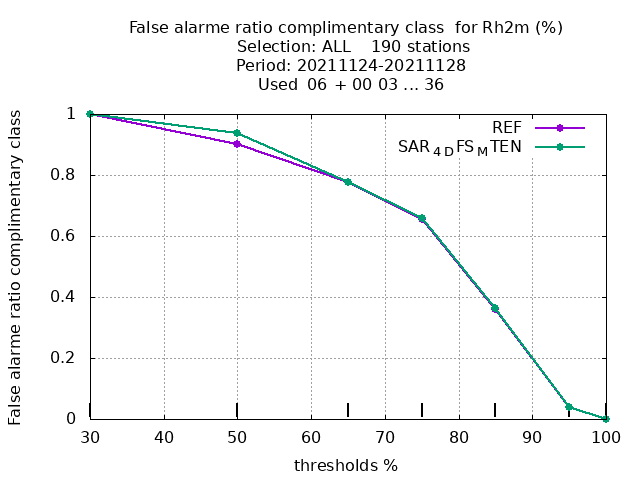 False alarme ratio complimentary class  for Rh2m (%)
Selection: ALL    190 stations
Period: 20211124-20211128
Used  06 + 00 03 ... 36
False alarme ratio complimentary class
1
0.8
0.6
0.4
0.2
0
REF
SAR4DFSMTEN
30 40 50 60 70 80 90 100
thresholds %